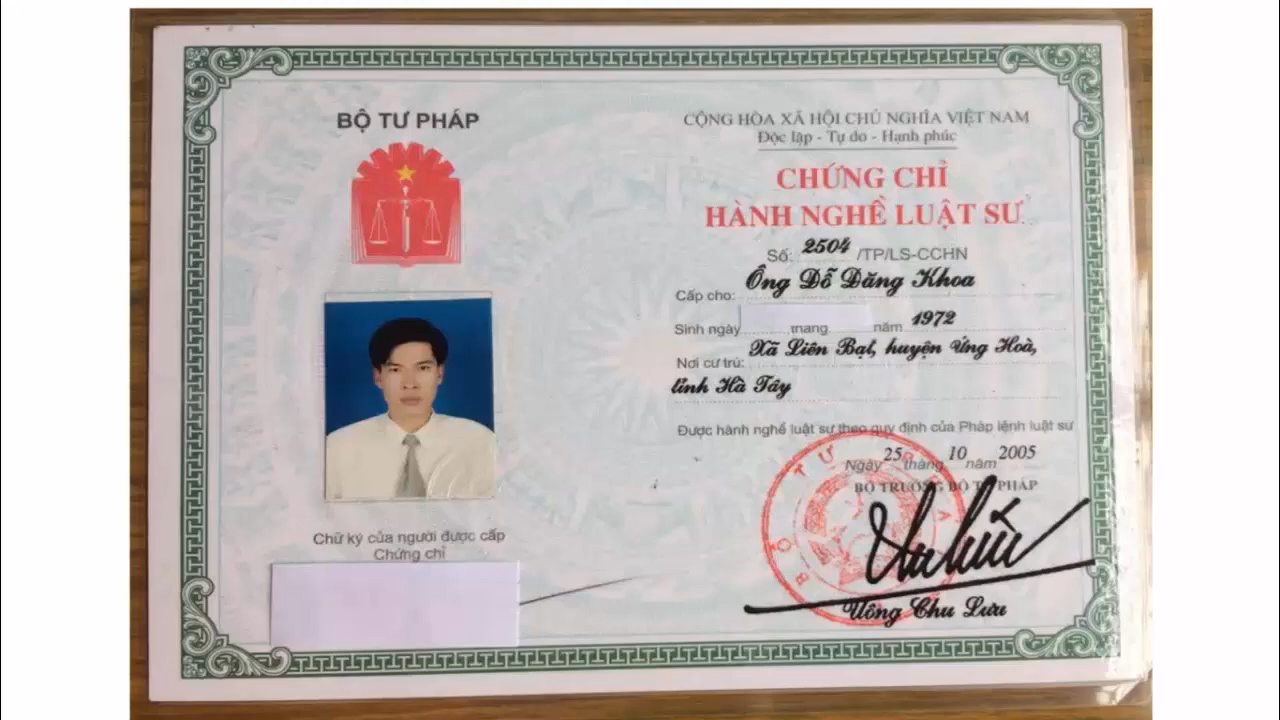 BỘ TƯ PHÁP
Chữ ký của người được cấp
Chứng chỉ
CỘNG HÒA XÃ HỘI CHỦ NGHĨA VIỆT NAM
Độc lập - Tự do - Hạnh phúc
CHỨNG CHỈ
HÀNH NGHỀ LUẬT SƯ
Số: 2504 /TP/LS-CCHN
Cấp cho: Ông Đỗ Đăng Khoa
Sinh ngày tháng năm 1972
Nơi cư trú: Xã Liên Bạt, huyện Ứng Hoà,
tỉnh Hà Tây
Được hành nghề luật sư theo quy định của Pháp lệnh luật sư
Ngày 25 tháng 10 năm 2005
BỘ TRƯỞNG BỘ TƯ PHÁP
BỘ TƯ PHÁP
Uông Chu Lưu